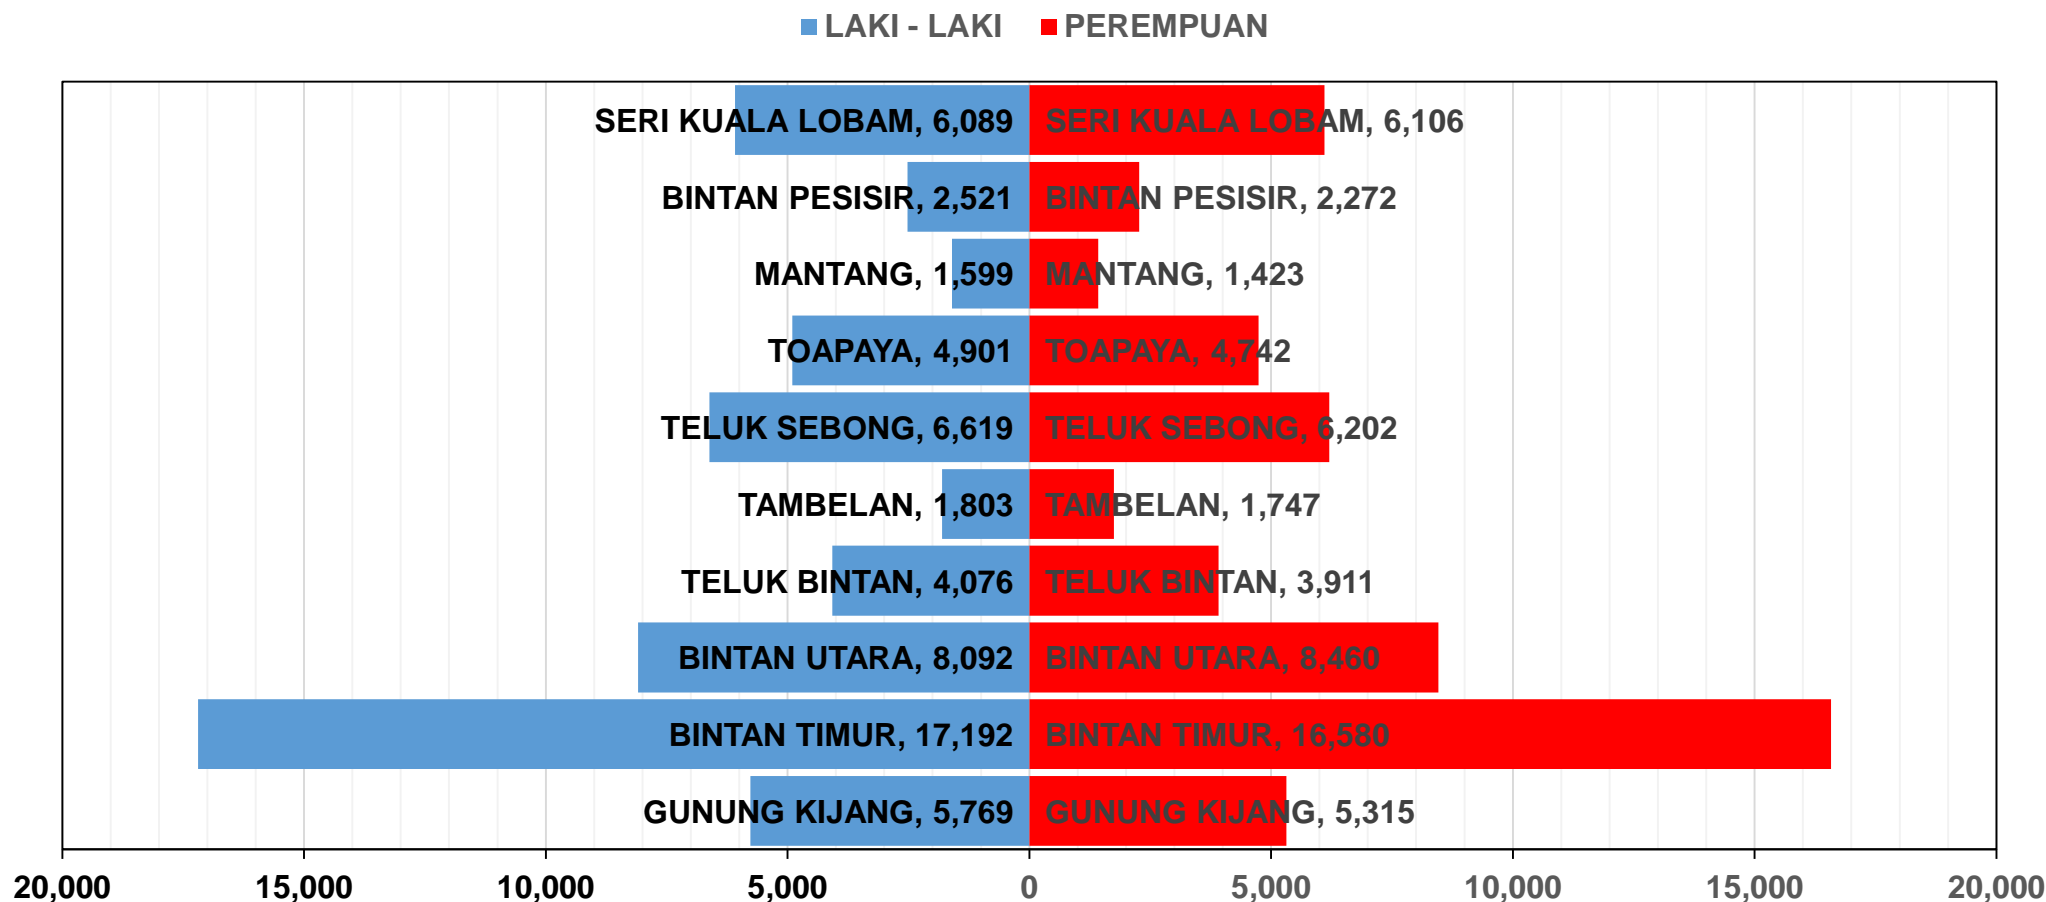 LAKI - LAKI PEREMPUAN
SERI KUALA LOBAM, 6,089 SERI KUALA LOBAM, 6,106
BINTAN PESISIR, 2,521 BINTAN PESISIR, 2,272
MANTANG, 1,599 MANTANG, 1,423
TOAPAYA, 4,901 TOAPAYA, 4,742
TELUK SEBONG, 6,619 TELUK SEBONG, 6,202
TAMBELAN, 1,803 TAMBELAN, 1,747
TELUK BINTAN, 4,076 TELUK BINTAN, 3,911
BINTAN UTARA, 8,092 BINTAN UTARA, 8,460
BINTAN TIMUR, 17,192 BINTAN TIMUR, 16,580
GUNUNG KIJANG, 5,769 GUNUNG KIJANG, 5,315
20,000 15,000 10,000 5,000 0 5,000 10,000 15,000 20,000